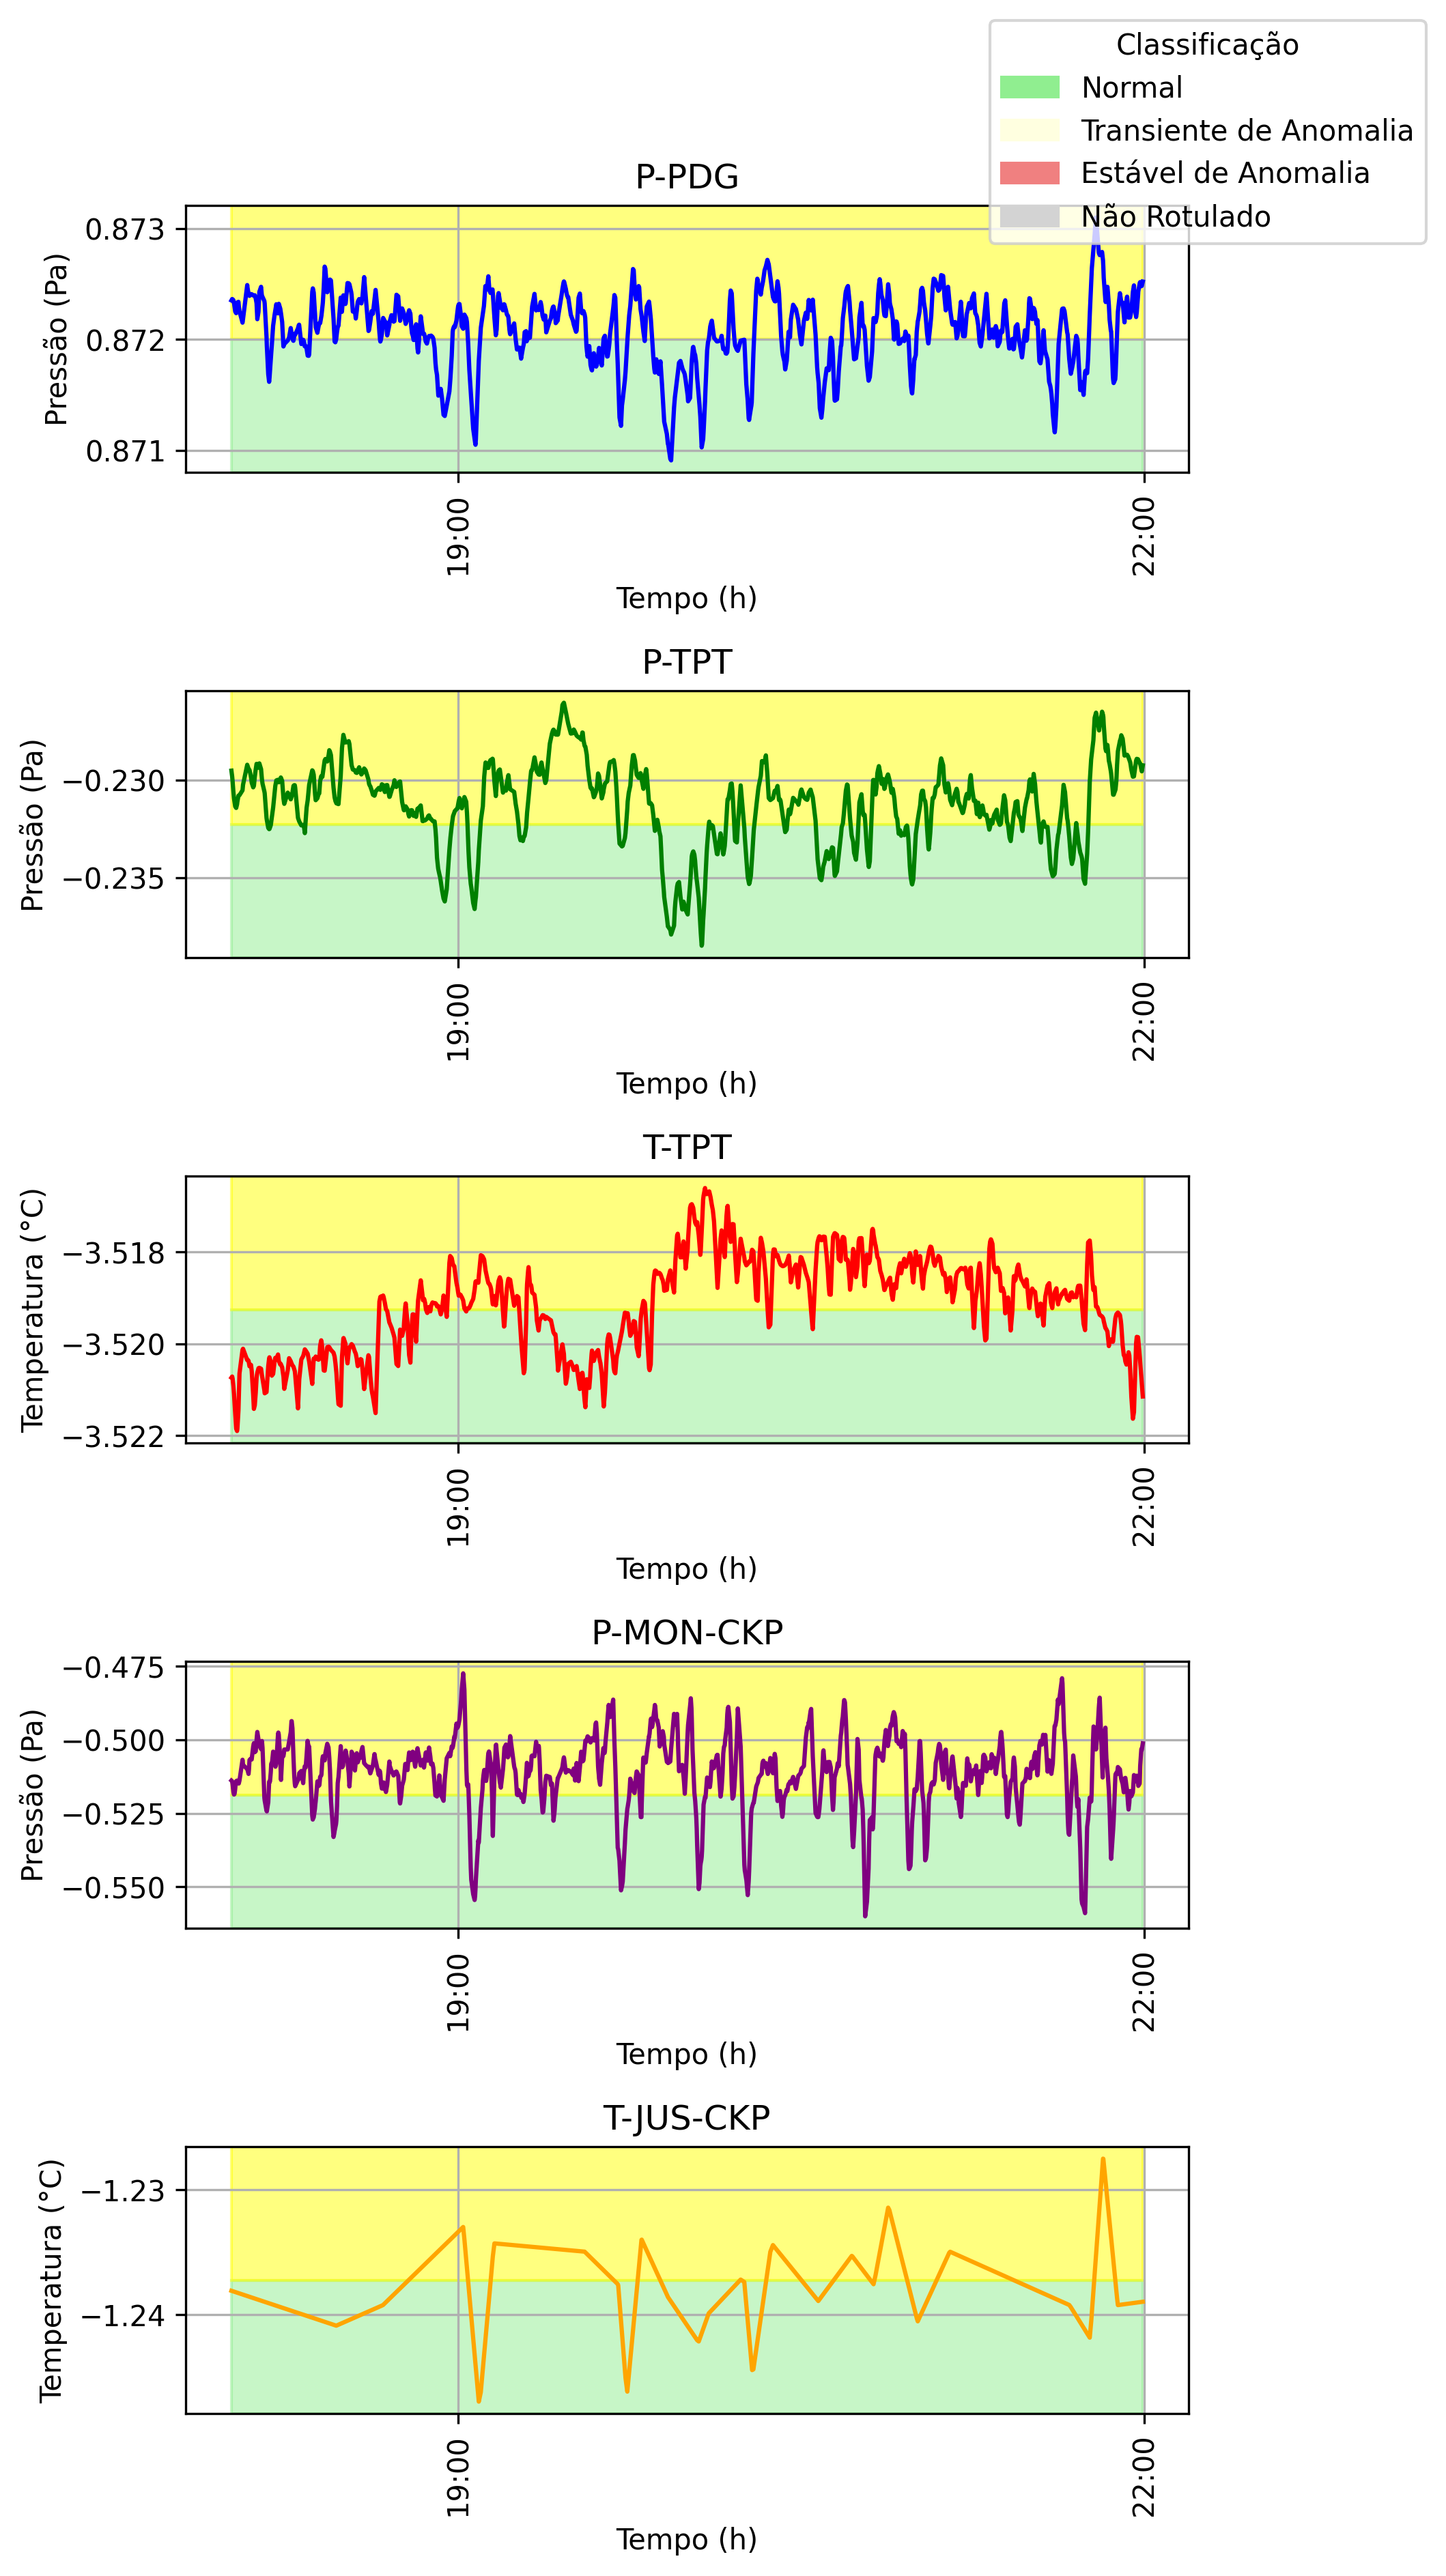 Classificação
Normal
Transiente de Anomalia
Estável de Anomalia
Não Rotulado
P-PDG
Pressão (Pa)
0.873
0.872
0.871
19:00
22:00
Tempo (h)
P-TPT
Pressão (Pa)
−0.230
−0.235
19:00
22:00
Tempo (h)
T-TPT
Temperatura (°C)
−3.518
−3.520
−3.522
19:00
22:00
Tempo (h)
P-MON-CKP
Pressão (Pa)
−0.475
−0.500
−0.525
−0.550
19:00
22:00
Tempo (h)
T-JUS-CKP
Temperatura (°C)
−1.23
−1.24
19:00
22:00
Tempo (h)